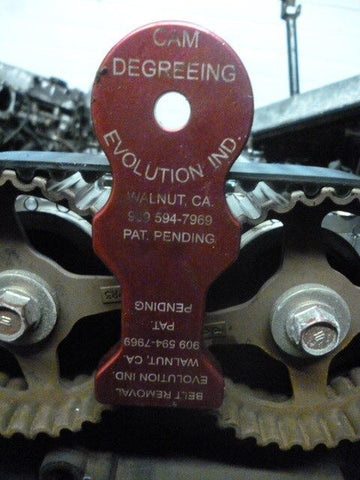 CAM
DEGREEING
EVOLUTION IND.
WALNUT, CA.
909 594-7969
PAT. PENDING
BELT REMOVAL
EVOLUTION IND.
WALNUT, CA
909 594-7969
PAT.
PENDING